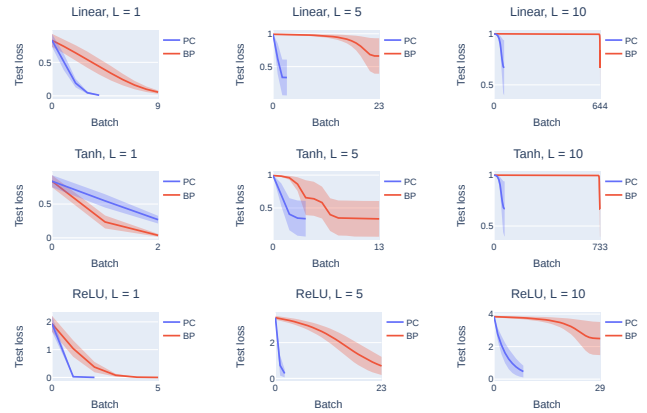 Linear, L = 1
Test loss
0.5
0
0
9
Batch
PC
BP
Linear, L = 5
Test loss
1
0.5
0
23
Batch
PC
BP
Linear, L = 10
Test loss
1
0.5
0
644
Batch
PC
BP
Tanh, L = 1
Test loss
0.5
0
0
2
Batch
PC
BP
Tanh, L = 5
Test loss
1
0.5
0
13
Batch
PC
BP
Tanh, L = 10
Test loss
1
0.5
0
0
733
Batch
PC
BP
ReLU, L = 1
Test loss
2
1
0
0
5
Batch
PC
BP
ReLU, L = 5
Test loss
2
0
0
23
Batch
PC
BP
ReLU, L = 10
Test loss
4
2
0
0
29
Batch
PC
BP